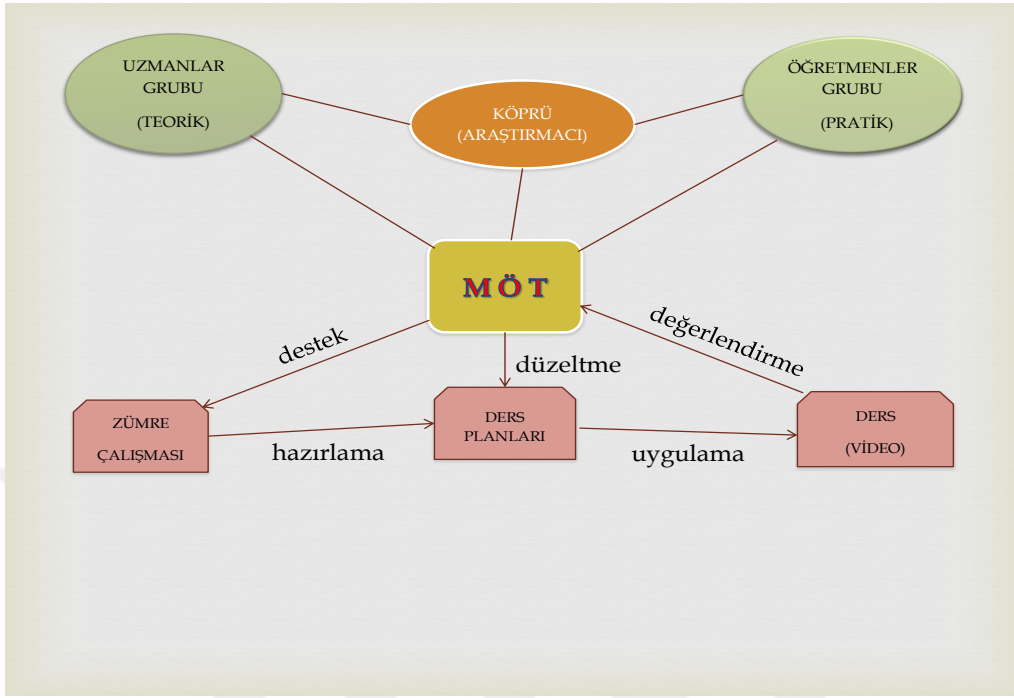 UZMANLAR
GRUBU
(TEORİK)
KÖPRÜ
(ARAŞTIRMACI)
ÖĞRETMENLER
GRUBU
(PRATİK)
M Ö T
destek
düzeltme
değerlendirme
ZÜMRE
ÇALIŞMASI
hazırlama
DERS
PLANLARI
uygulama
DERS
(VİDEO)